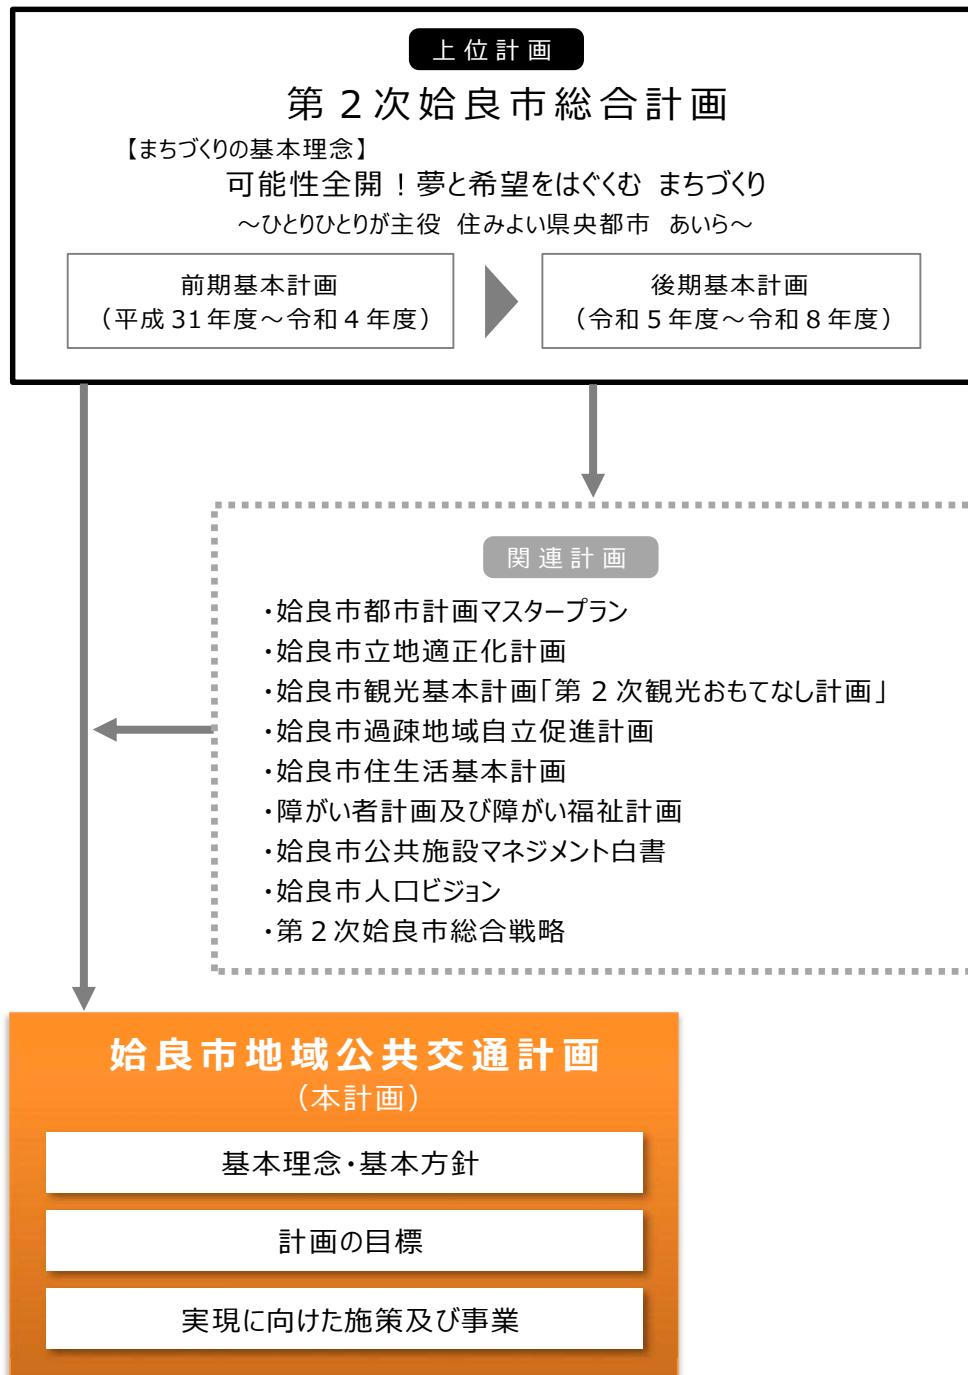 上位計画
第２次姶良市総合計画
【まちづくりの基本理念】
可能性全開！夢と希望をはぐくむ まちづくり
～ひとりひとりが主役 住みよい県央都市 あいら～
前期基本計画
（平成31年度～令和４年度）
後期基本計画
（令和５年度～令和８年度）
関連計画
・姶良市都市計画マスタープラン
・姶良市立地適正化計画
・姶良市観光基本計画「第２次観光おもてなし計画」
・姶良市過疎地域自立促進計画
・姶良市住生活基本計画
・障がい者計画及び障がい福祉計画
・姶良市公共施設マネジメント白書
・姶良市人口ビジョン
・第２次姶良市総合戦略
姶良市地域公共交通計画
（本計画）
基本理念・基本方針
計画の目標
実現に向けた施策及び事業